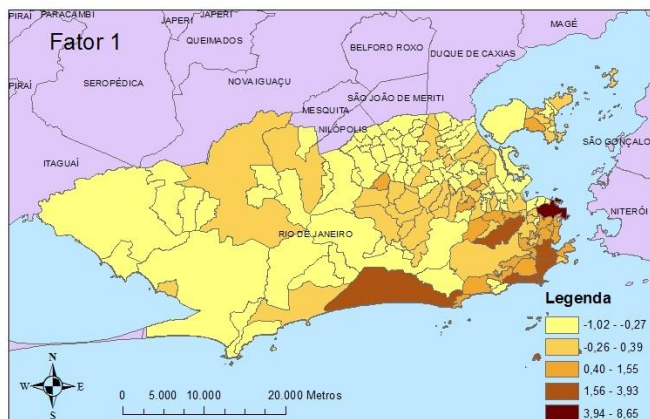 PIRAÍ
PARACAMBI
JAPERI
JAPERI
MAGÉ
Fator 1
QUEIMADOS
BELFORD ROXO
DUQUE DE CAXIAS
PIRAÍ
SEROPÉDICA
NOVA IGUAÇU
SÃO JOÃO DE MERITI
MESQUITA
NILÓPOLIS
SÃO GONÇALO
ITAGUAÍ
NITERÓI
RIO DE JANEIRO
Legenda
-1,02 - -0,27
-0,26 - 0,39
0,40 - 1,55
1,56 - 3,93
3,94 - 8,65
N
W E
S
0 5.000 10.000 20.000 Metros